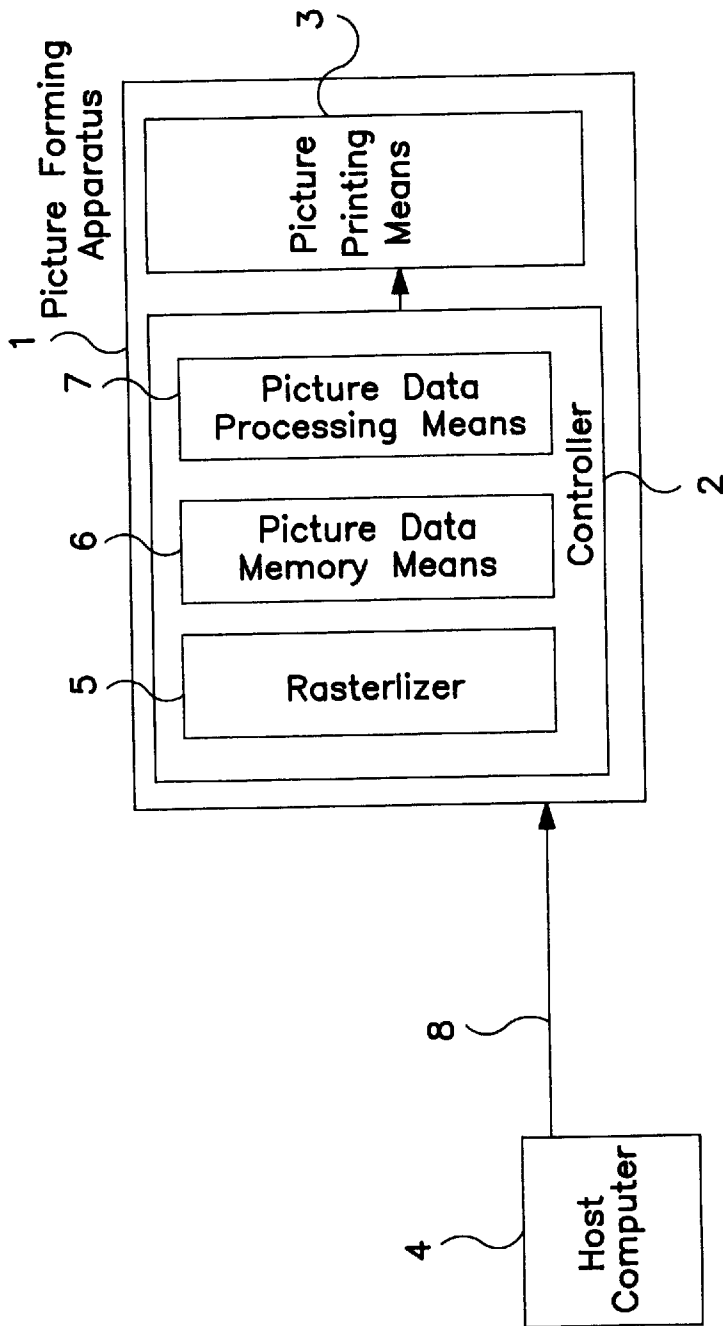 1
Picture Forming
Apparatus
7
Picture Data
Processing Means
6
Picture Data
Memory Means
5
Rasterlizer
Controller
2
Picture
Printing
Means
3
8
4
Host
Computer